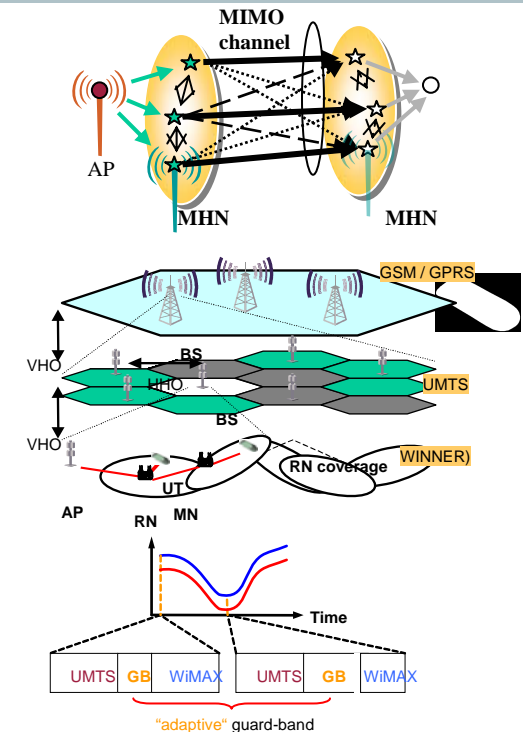 MIMO
channel
AP
MHN
MHN
GSM / GPRS
VHO
BS
HHO
UMTS
BS
VHO
RN coverage
WINNER)
UT
AP
RN
MN
Time
UMTS GB WiMAX UMTS GB WiMAX
"adaptive" guard-band